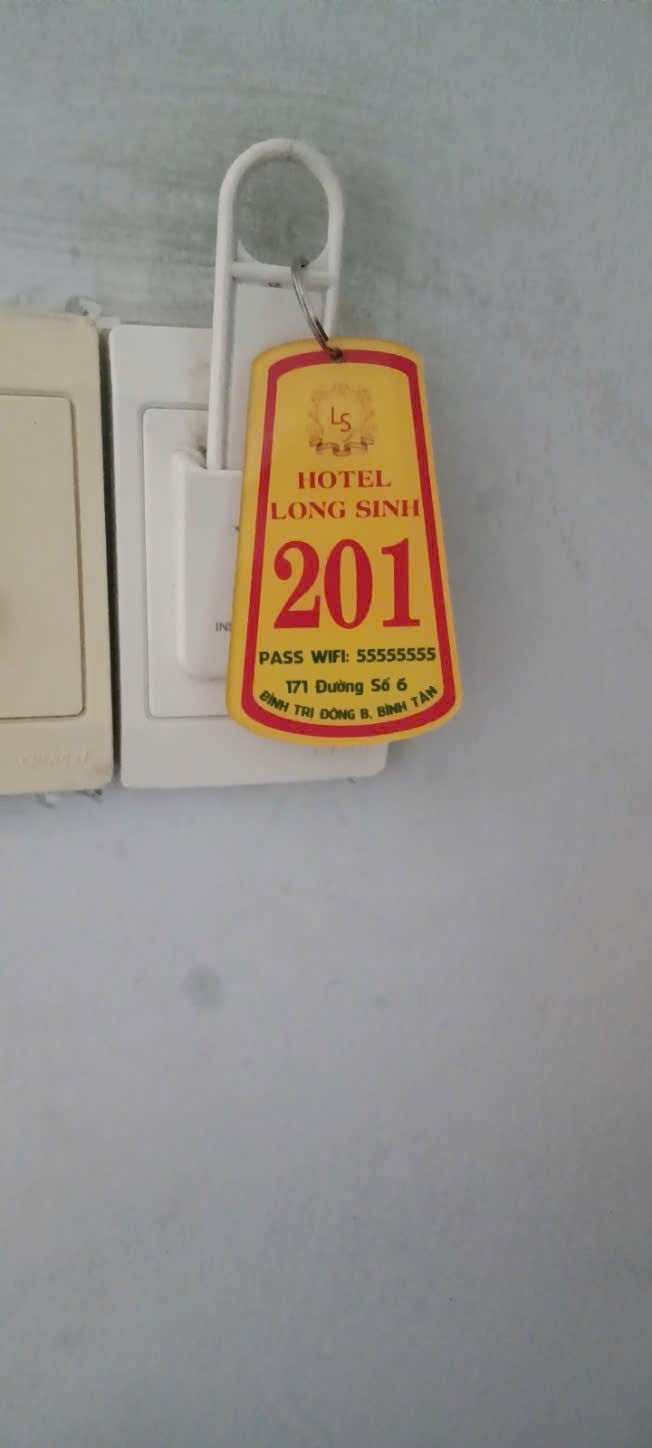 LS
HOTEL
LONG SINH
201
PASS WIFI: 55555555
171 Đường Số 6
BÌNH TRỊ ĐÔNG B, BÌNH TÂN